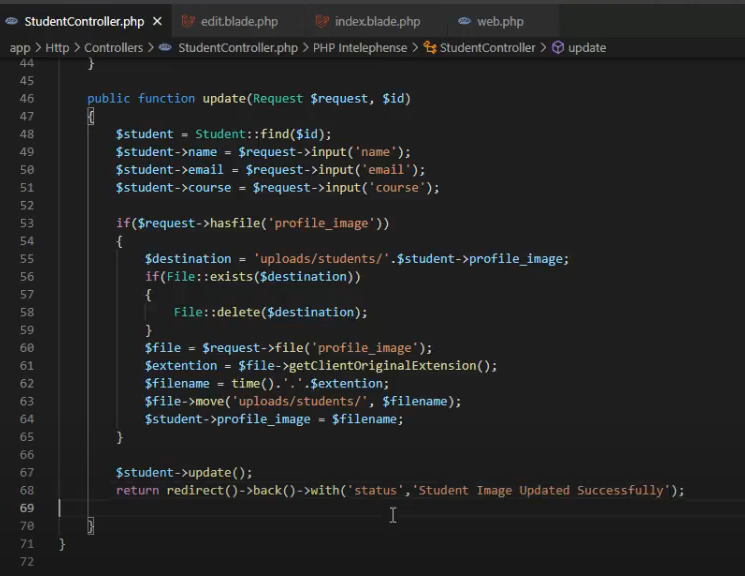 StudentController.php × edit.blade.php index.blade.php web.php
app > Http > Controllers > StudentController.php > PHP Intelephense > StudentController > update
44 }
45
46 public function update(Request $request, $id)
47 {
48 $student = Student::find($id);
49 $student->name = $request->input('name');
50 $student->email = $request->input('email');
51 $student->course = $request->input('course');
52
53 if($request->hasfile('profile_image'))
54 {
55 $destination = 'uploads/students/'.$student->profile_image;
56 if(File::exists($destination))
57 {
58 File::delete($destination);
59 }
60 $file = $request->file('profile_image');
61 $extention = $file->getClientOriginalExtension();
62 $filename = time().'.'.$extention;
63 $file->move('uploads/students/', $filename);
64 $student->profile_image = $filename;
65 }
66
67 $student->update();
68 return redirect()->back()->with('status','Student Image Updated Successfully');
69
70 }
71 }
72